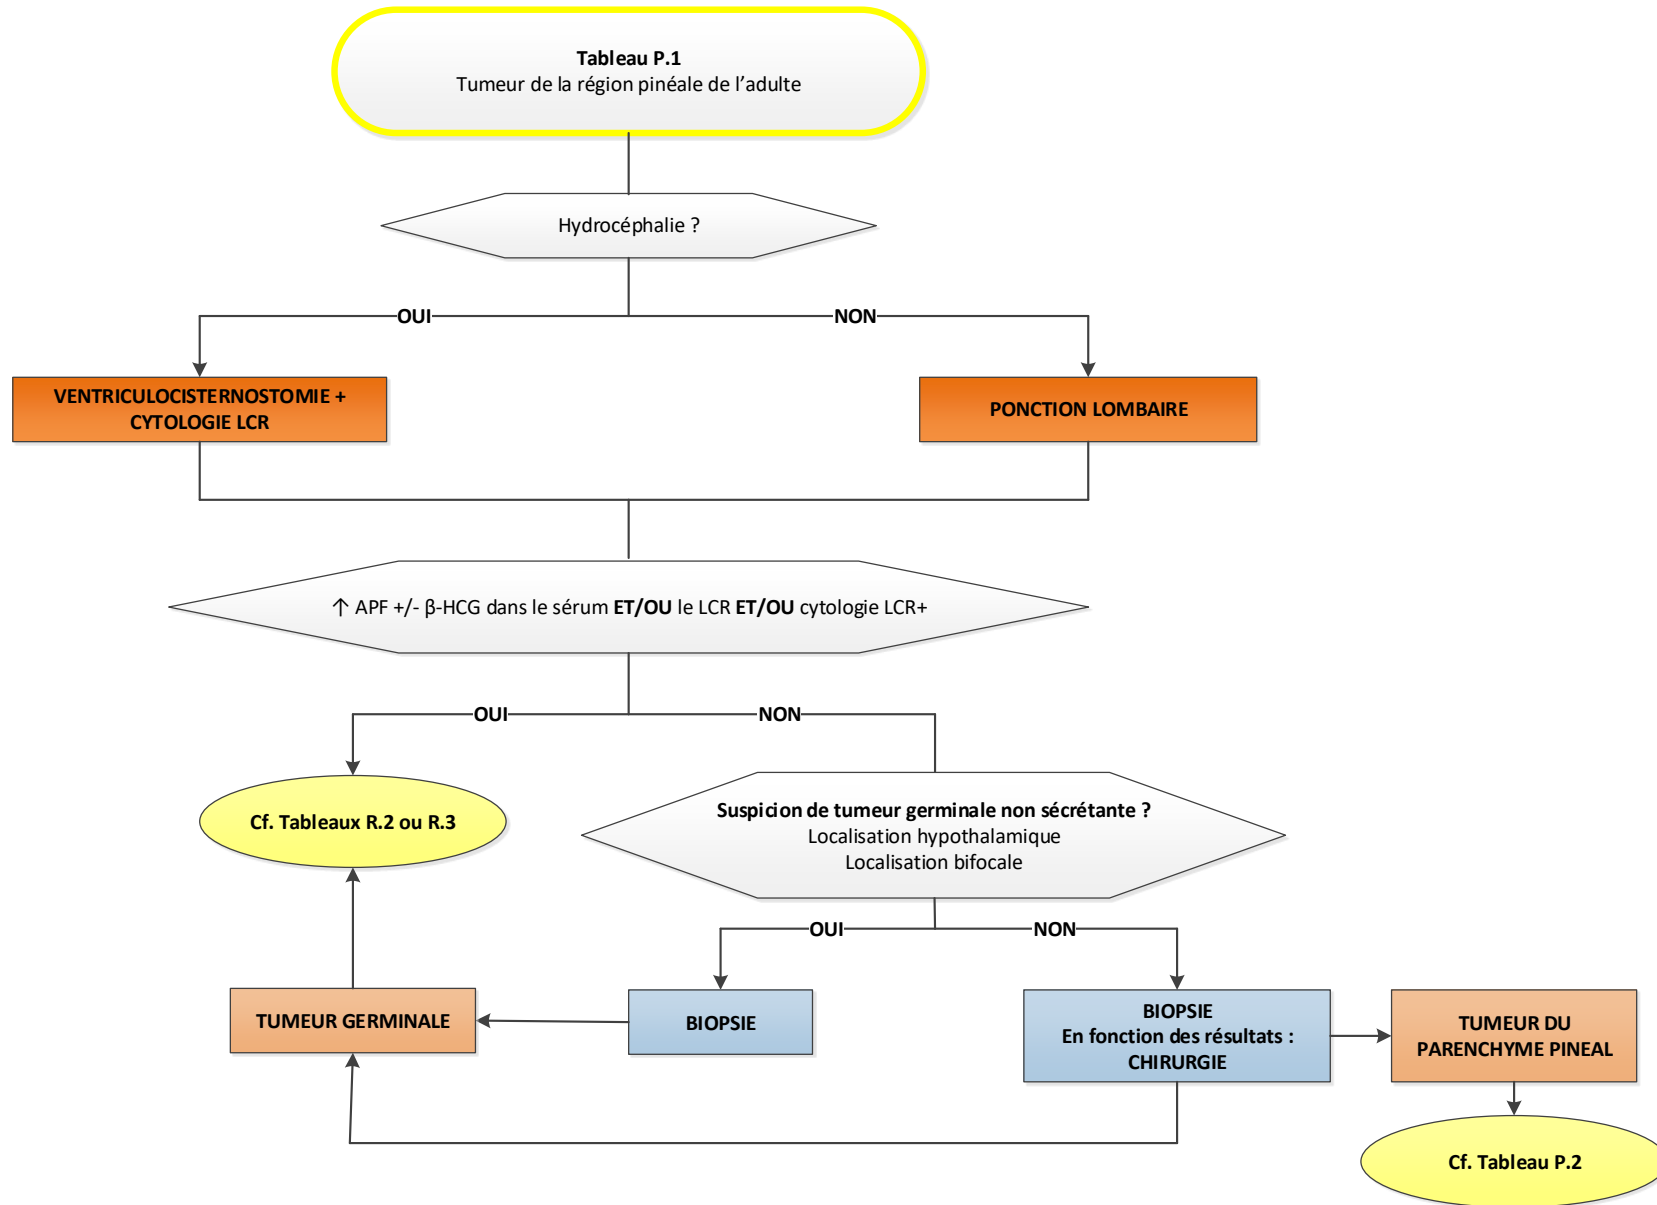 Tableau P.1
Tumeur de la région pinéale de l’adulte
Hydrocéphalie ?
OUI
NON
VENTRICULOCISTERNOSTOMIE +
CYTOLOGIE LCR
PONCTION LOMBAIRE
↑ APF +/- β-HCG dans le sérum ET/OU le LCR ET/OU cytologie LCR+
OUI
NON
Cf. Tableaux R.2 ou R.3
Suspicion de tumeur germinale non sécrétante ?
Localisation hypothalamique
Localisation bifocale
OUI
NON
TUMEUR GERMINALE
BIOPSIE
BIOPSIE
En fonction des résultats :
CHIRURGIE
TUMEUR DU
PARENCHYME PINEAL
Cf. Tableau P.2